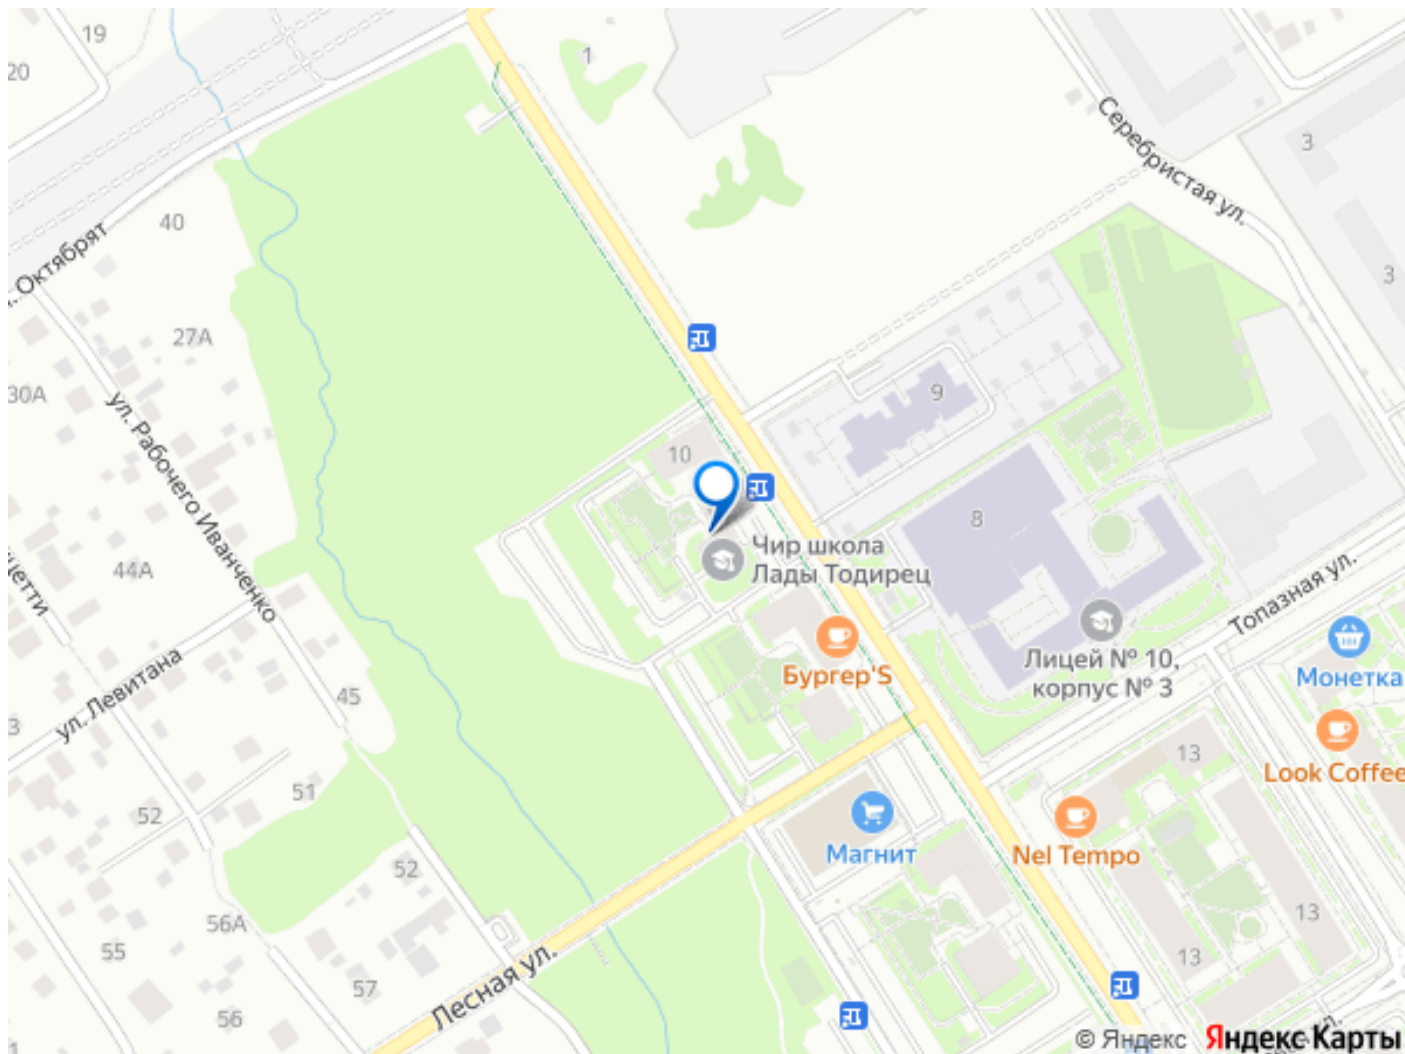 19
20
1
Серебристая ул.
3
40
Октябрят
3
27А
30А
9
ул. Рабочего Иванченко
10
8
Чир школа
Лады Тодирец
44А
Топазная ул.
Бургер'S
Лицей № 10,
корпус № 3
Монетка
ул. Левитана
45
3
13
Look Coffee
51
52
Магнит
Nel Tempo
52
56А
13
55
13
57
Лесная ул.
56
ул.
© Яндекс Яндекс Карты